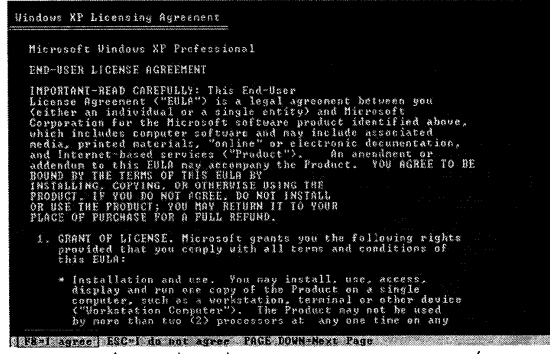 Windows XP Licensing Agreement
Microsoft Windows XP Professional
END-USER LICENSE AGREEMENT
IMPORTANT-READ CAREFULLY: This End-User
License Agreement ("EULA") is a legal agreement between you
(either an individual or a single entity) and Microsoft
Corporation for the Microsoft software product identified above,
which includes computer software and may include associated
media, printed materials, "online" or electronic documentation,
and Internet-based services ("Product"). An amendment or
addendum to this EULA may accompany the Product. YOU AGREE TO BE
BOUND BY THE TERMS OF THIS EULA BY
INSTALLING, COPYING, OR OTHERWISE USING THE
PRODUCT. IF YOU DO NOT AGREE, DO NOT INSTALL
OR USE THE PRODUCT; YOU MAY RETURN IT TO YOUR
PLACE OF PURCHASE FOR A FULL REFUND.
1. GRANT OF LICENSE. Microsoft grants you the following rights
provided that you comply with all terms and conditions of
this EULA:
* Installation and use. You may install, use, access,
display and run one copy of the Product on a single
computer, such as a workstation, terminal or other device
("Workstation Computer"). The Product may not be used
by more than two (2) processors at any one time on any
F8=I agree ESC=I do not agree PAGE DOWN=Next Page